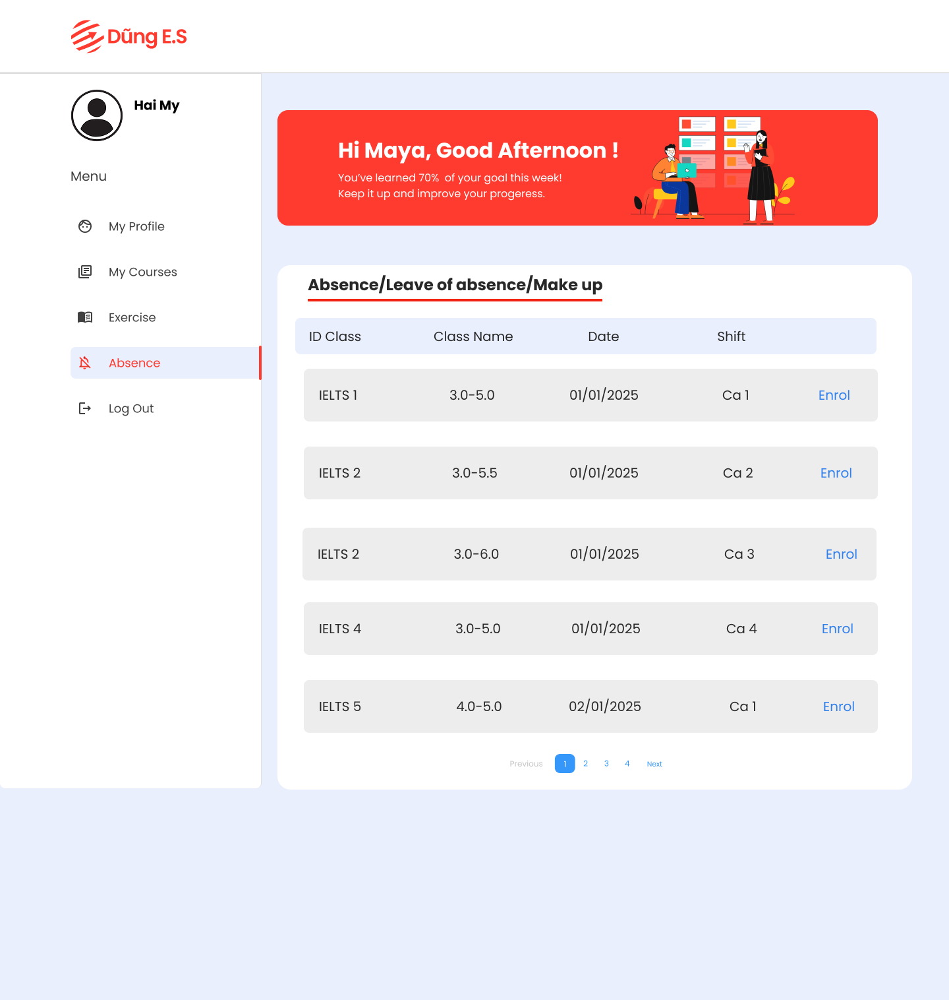 Dũng E.S
Hai My
Menu
My Profile
My Courses
Exercise
Absence
Log Out
Hi Maya, Good Afternoon !
You’ve learned 70% of your goal this week!
Keep it up and improve your progeress.
Absence/Leave of absence/Make up
ID Class Class Name Date Shift
IELTS 1 3.0-5.0 01/01/2025 Ca 1 Enrol
IELTS 2 3.0-5.5 01/01/2025 Ca 2 Enrol
IELTS 2 3.0-6.0 01/01/2025 Ca 3 Enrol
IELTS 4 3.0-5.0 01/01/2025 Ca 4 Enrol
IELTS 5 4.0-5.0 02/01/2025 Ca 1 Enrol
Previous 1 2 3 4 Next